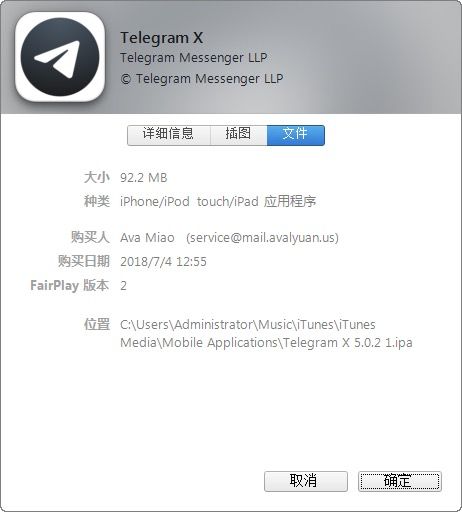 Telegram X
Telegram Messenger LLP
© Telegram Messenger LLP
详细信息 插图 文件
大小 92.2 MB
种类 iPhone/iPod touch/iPad 应用程序
购买人 Ava Miao (service@mail.avalyuan.us)
购买日期 2018/7/4 12:55
FairPlay 版本 2
位置 C:\Users\Administrator\Music\iTunes\iTunes
Media\Mobile Applications\Telegram X 5.0.2 1.ipa
取消 确定